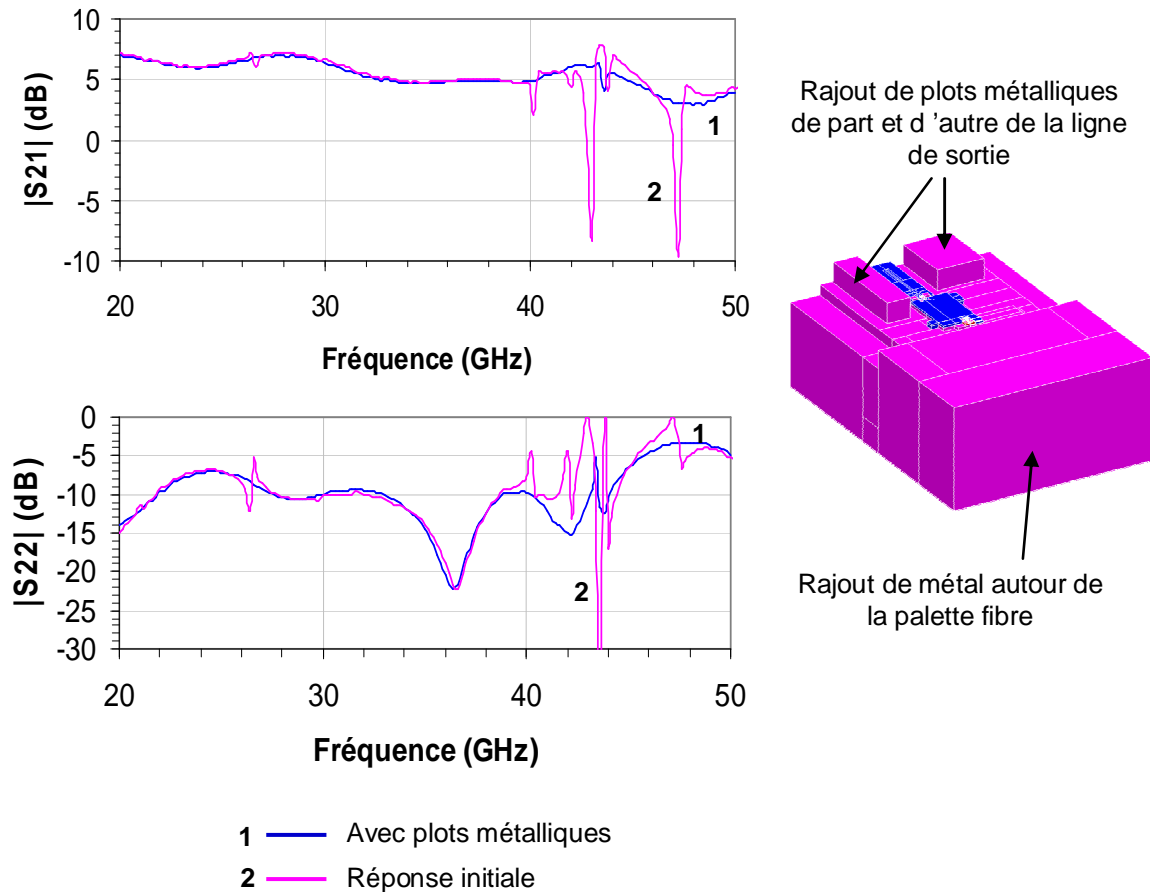 10
5
0
-5
-10
|S21| (dB)
1
2
20
30
40
50
Fréquence (GHz)
Rajout de plots métalliques
de part et d ’autre de la ligne
de sortie
0
-5
-10
-15
-20
-25
-30
|S22| (dB)
1
2
20
30
40
50
Fréquence (GHz)
Rajout de métal autour de
la palette fibre
1 Avec plots métalliques
2 Réponse initiale